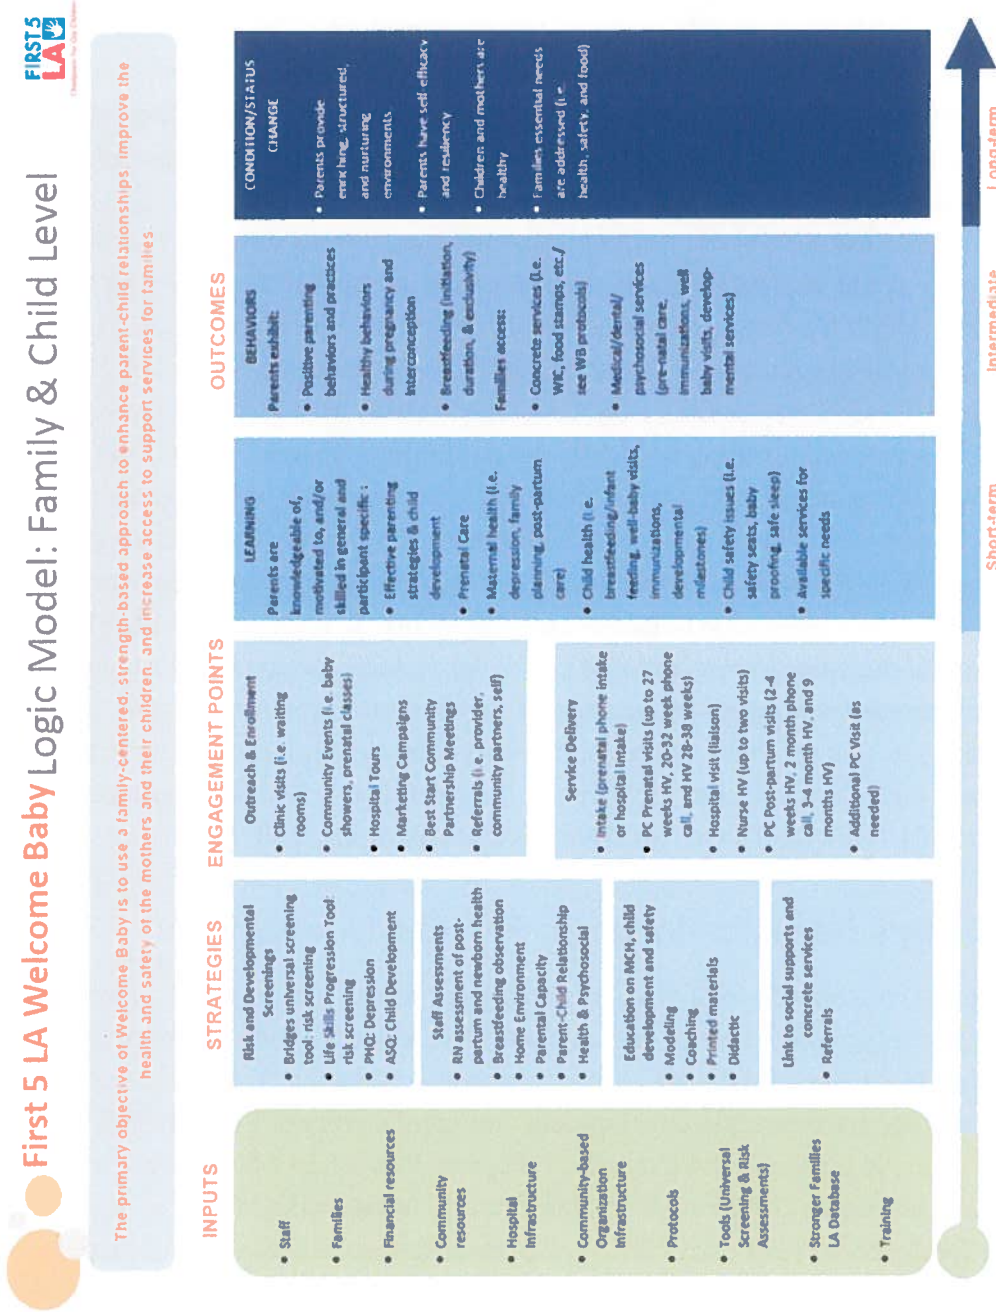 First 5 LA Welcome Baby Logic Model: Family & Child Level
FIRST 5
LA
The primary objective of Welcome Baby is to use a family-centered, strength-based approach to enhance parent-child relationships, improve the
health and safety of the mothers and their children, and increase access to support services for families
INPUTS
• Staff
• Families
• Financial resources
• Community
resources
• Hospital
Infrastructure
• Community-based
Organization
Infrastructure
• Protocols
• Tools (Universal
Screening & Risk
Assessments)
• Stronger Families
LA Database
• Training
STRATEGIES
Risk and Developmental
Screenings
• Bridges universal screening
tool: risk screening
• Life Skills Progression Tool:
risk screening
• PHQ: Depression
• ASQ: Child Development
Staff Assessments
• RN assessment of post-
partum and newborn health
• Breastfeeding observation
• Home Environment
• Parental Capacity
• Parent-Child Relationship
• Health & Psychosocial
Education on MCH, child
development and safety
• Modeling
• Coaching
• Printed materials
• Didactic
Link to social supports and
concrete services
• Referrals
ENGAGEMENT POINTS
Outreach & Enrollment
• Clinic visits (i.e. waiting
rooms)
• Community Events (i.e. baby
showers, prenatal classes)
• Hospital Tours
• Marketing Campaigns
• Best Start Community
Partnership Meetings
• Referrals (i.e. provider,
community partners, self)
Service Delivery
• Intake (prenatal phone intake
or hospital intake)
• PC Prenatal visits (up to 27
weeks HV, 20-32 week phone
call, and HV 28-38 weeks)
• Hospital visit (liaison)
• Nurse HV (up to two visits)
• PC Post-partum visits (2-4
weeks HV, 2 month phone
call, 3-4 month HV, and 9
months HV)
• Additional PC Visit (as
needed)
OUTCOMES
LEARNING
Parents are
knowledgeable of,
motivated to, and/or
skilled in general and
participant specific :
• Effective parenting
strategies & child
development
• Prenatal Care
• Maternal health (i.e.
depression, family
planning, post-partum
care)
• Child health (i.e.
breastfeeding/infant
feeding, well-baby visits,
immunizations,
developmental
milestones)
• Child safety issues (i.e.
safety seats, baby
proofing, safe sleep)
• Available services for
specific needs
BEHAVIORS
Parents exhibit:
• Positive parenting
behaviors and practices
• Healthy behaviors
during pregnancy and
Interconception
• Breastfeeding (initiation,
duration, & exclusivity)
Families access:
• Concrete services (i.e.
WIC, food stamps, etc./
see WB protocols)
• Medical/dental/
psychosocial services
(pre-natal care,
immunizations, well
baby visits, develop-
mental services)
CONDITION/STATUS
CHANGE
• Parents provide
enriching, structured,
and nurturing
environments
• Parents have self-efficacy
and resiliency
• Children and mothers are
healthy
• Families essential needs
are addressed (i.e.
health, safety, and food)
Short-term
Intermediate
Long-term